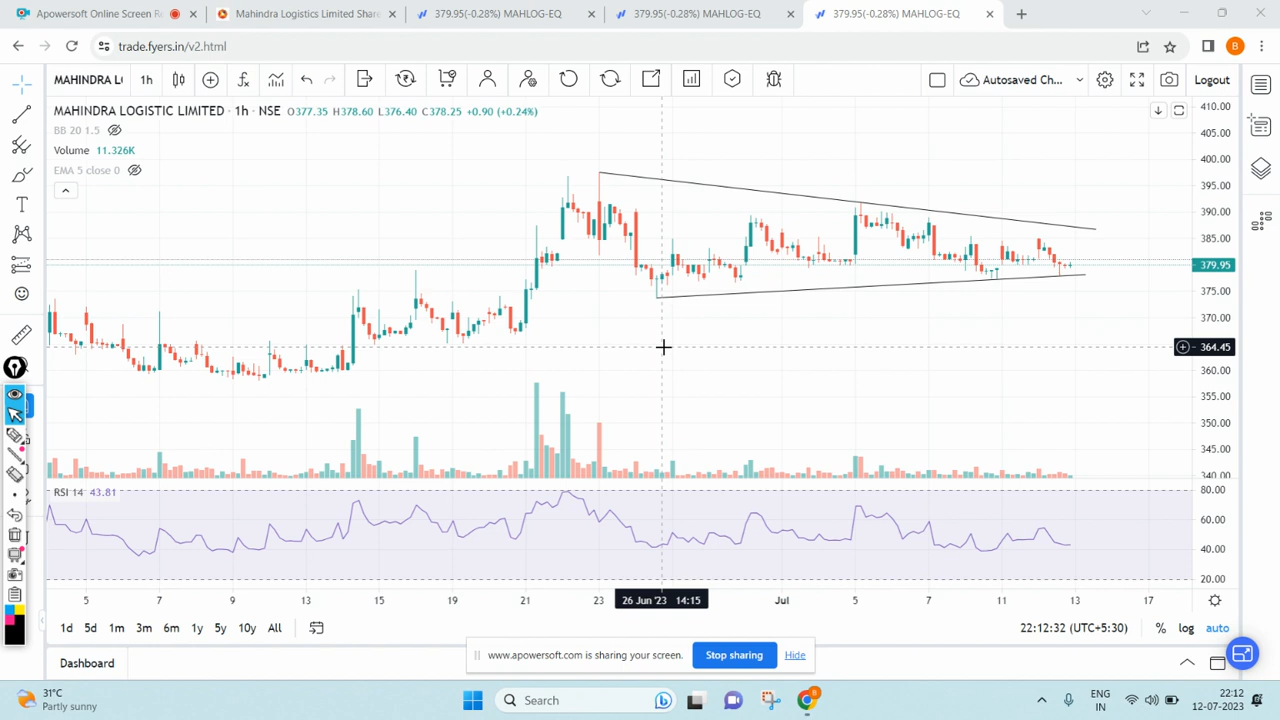 Apowersoft Online Screen Re
Mahindra Logistics Limited Share
379.95(-0.28%) MAHLOG-EQ
379.95(-0.28%) MAHLOG-EQ
379.95(-0.28%) MAHLOG-EQ
trade.fyers.in/v2.html
B
MAHINDRA L
1h
Autosaved Ch...
Logout
MAHINDRA LOGISTIC LIMITED · 1h · NSE O377.35 H378.60 L376.40 C378.25 +0.90 (+0.24%)
BB 20 1.5
Volume 11.326K
EMA 5 close 0
410.00
405.00
400.00
395.00
390.00
385.00
379.95
375.00
370.00
364.45
360.00
355.00
350.00
345.00
340.00
RSI 14 43.81
80.00
60.00
40.00
20.00
5 7 9 13 15 19 21 23 26 Jun '23 14:15 Jul 5 7 11 13 17
1d 5d 1m 3m 6m 1y 5y 10y All
22:12:32 (UTC+5:30) % log auto
www.apowersoft.com is sharing your screen. Stop sharing Hide
Dashboard
31°C
Partly sunny
Search
ENG
IN
22:12
12-07-2023